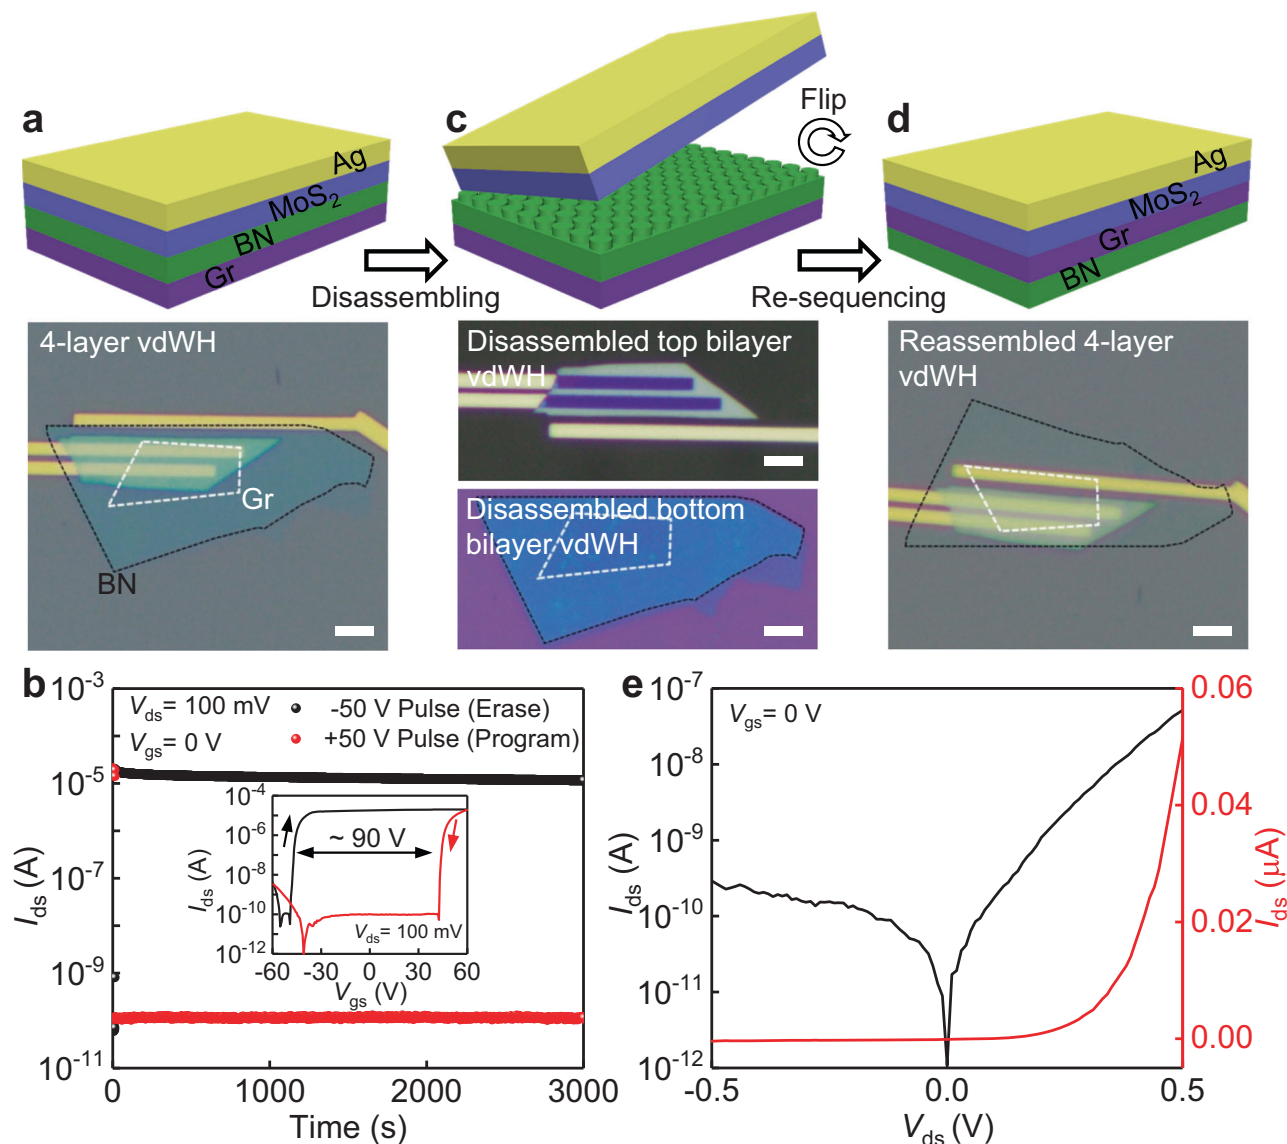 a
Ag
MoS2
BN
Gr
Disassembling
c
Flip
Re-sequencing
d
Ag
MoS2
Gr
BN
4-layer vdWH
Gr
BN
Disassembled top bilayer
vdWH
Disassembled bottom
bilayer vdWH
Reassembled 4-layer
vdWH
b
Vds= 100 mV
Vgs= 0 V
-50 V Pulse (Erase)
+50 V Pulse (Program)
10-3
10-5
10-7
10-9
10-11
Ids (A)
0
1000
2000
3000
Time (s)
10-4
10-6
10-8
10-10
10-12
Ids (A)
~ 90 V
Vds= 100 mV
-60
-30
0
30
60
Vgs (V)
e
Vgs= 0 V
10-7
10-8
10-9
10-10
10-11
10-12
Ids (A)
-0.5
0.0
0.5
Vds (V)
0.06
0.04
0.02
0.00
Ids (μA)